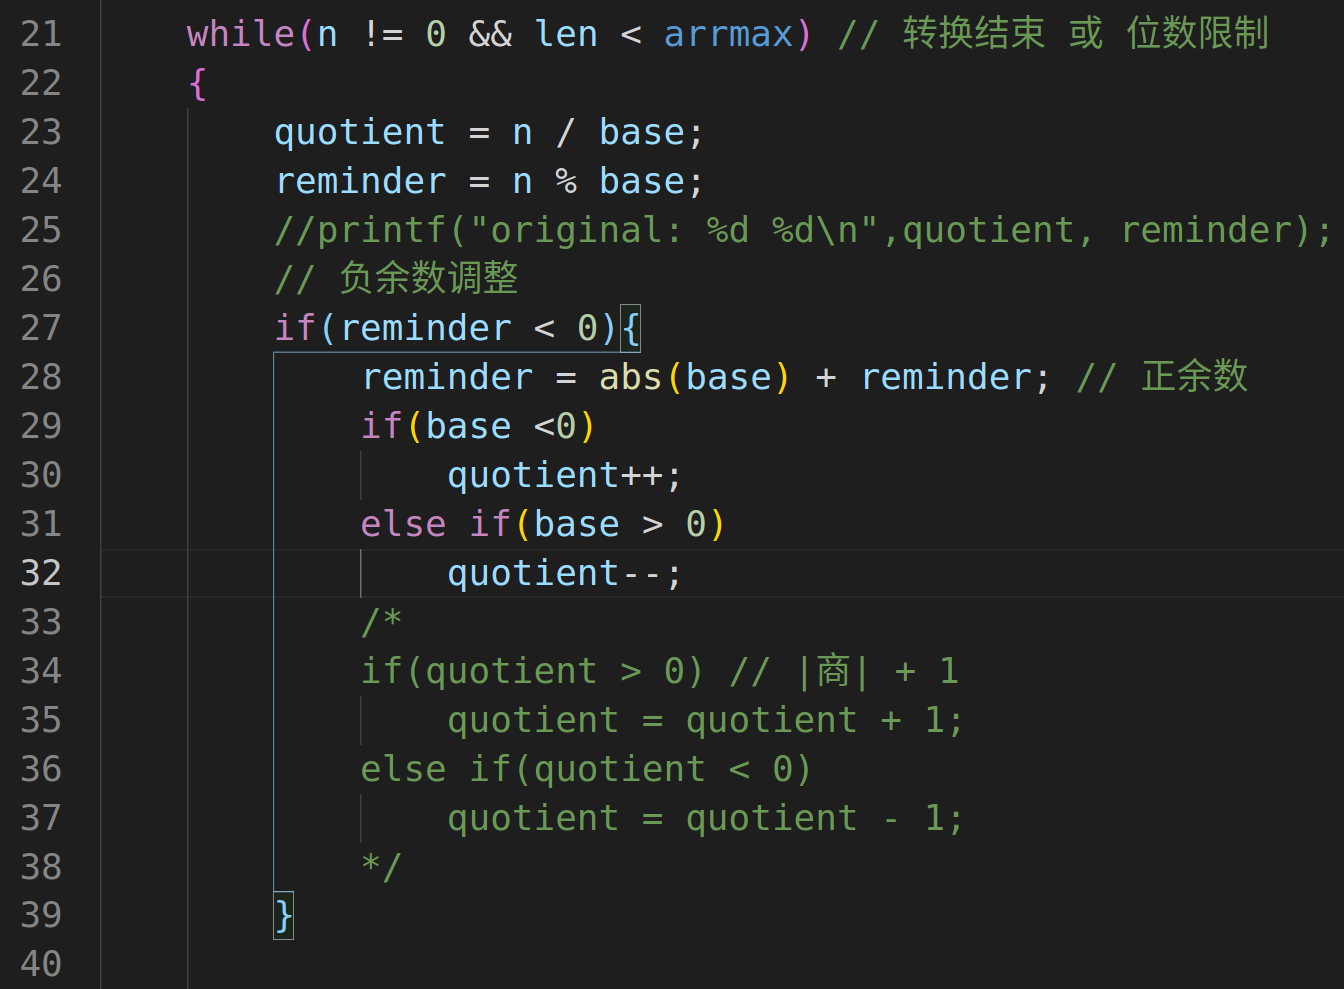 21 while(n != 0 && len < arrmax) // 转换结束 或 位数限制
22 {
23 quotient = n / base;
24 reminder = n % base;
25 //printf("original: %d %d\n",quotient, reminder);
26 // 负余数调整
27 if(reminder < 0){
28 reminder = abs(base) + reminder; // 正余数
29 if(base <0)
30 quotient++;
31 else if(base > 0)
32 quotient--;
33 /*
34 if(quotient > 0) // |商| + 1
35 quotient = quotient + 1;
36 else if(quotient < 0)
37 quotient = quotient - 1;
38 */
39 }
40